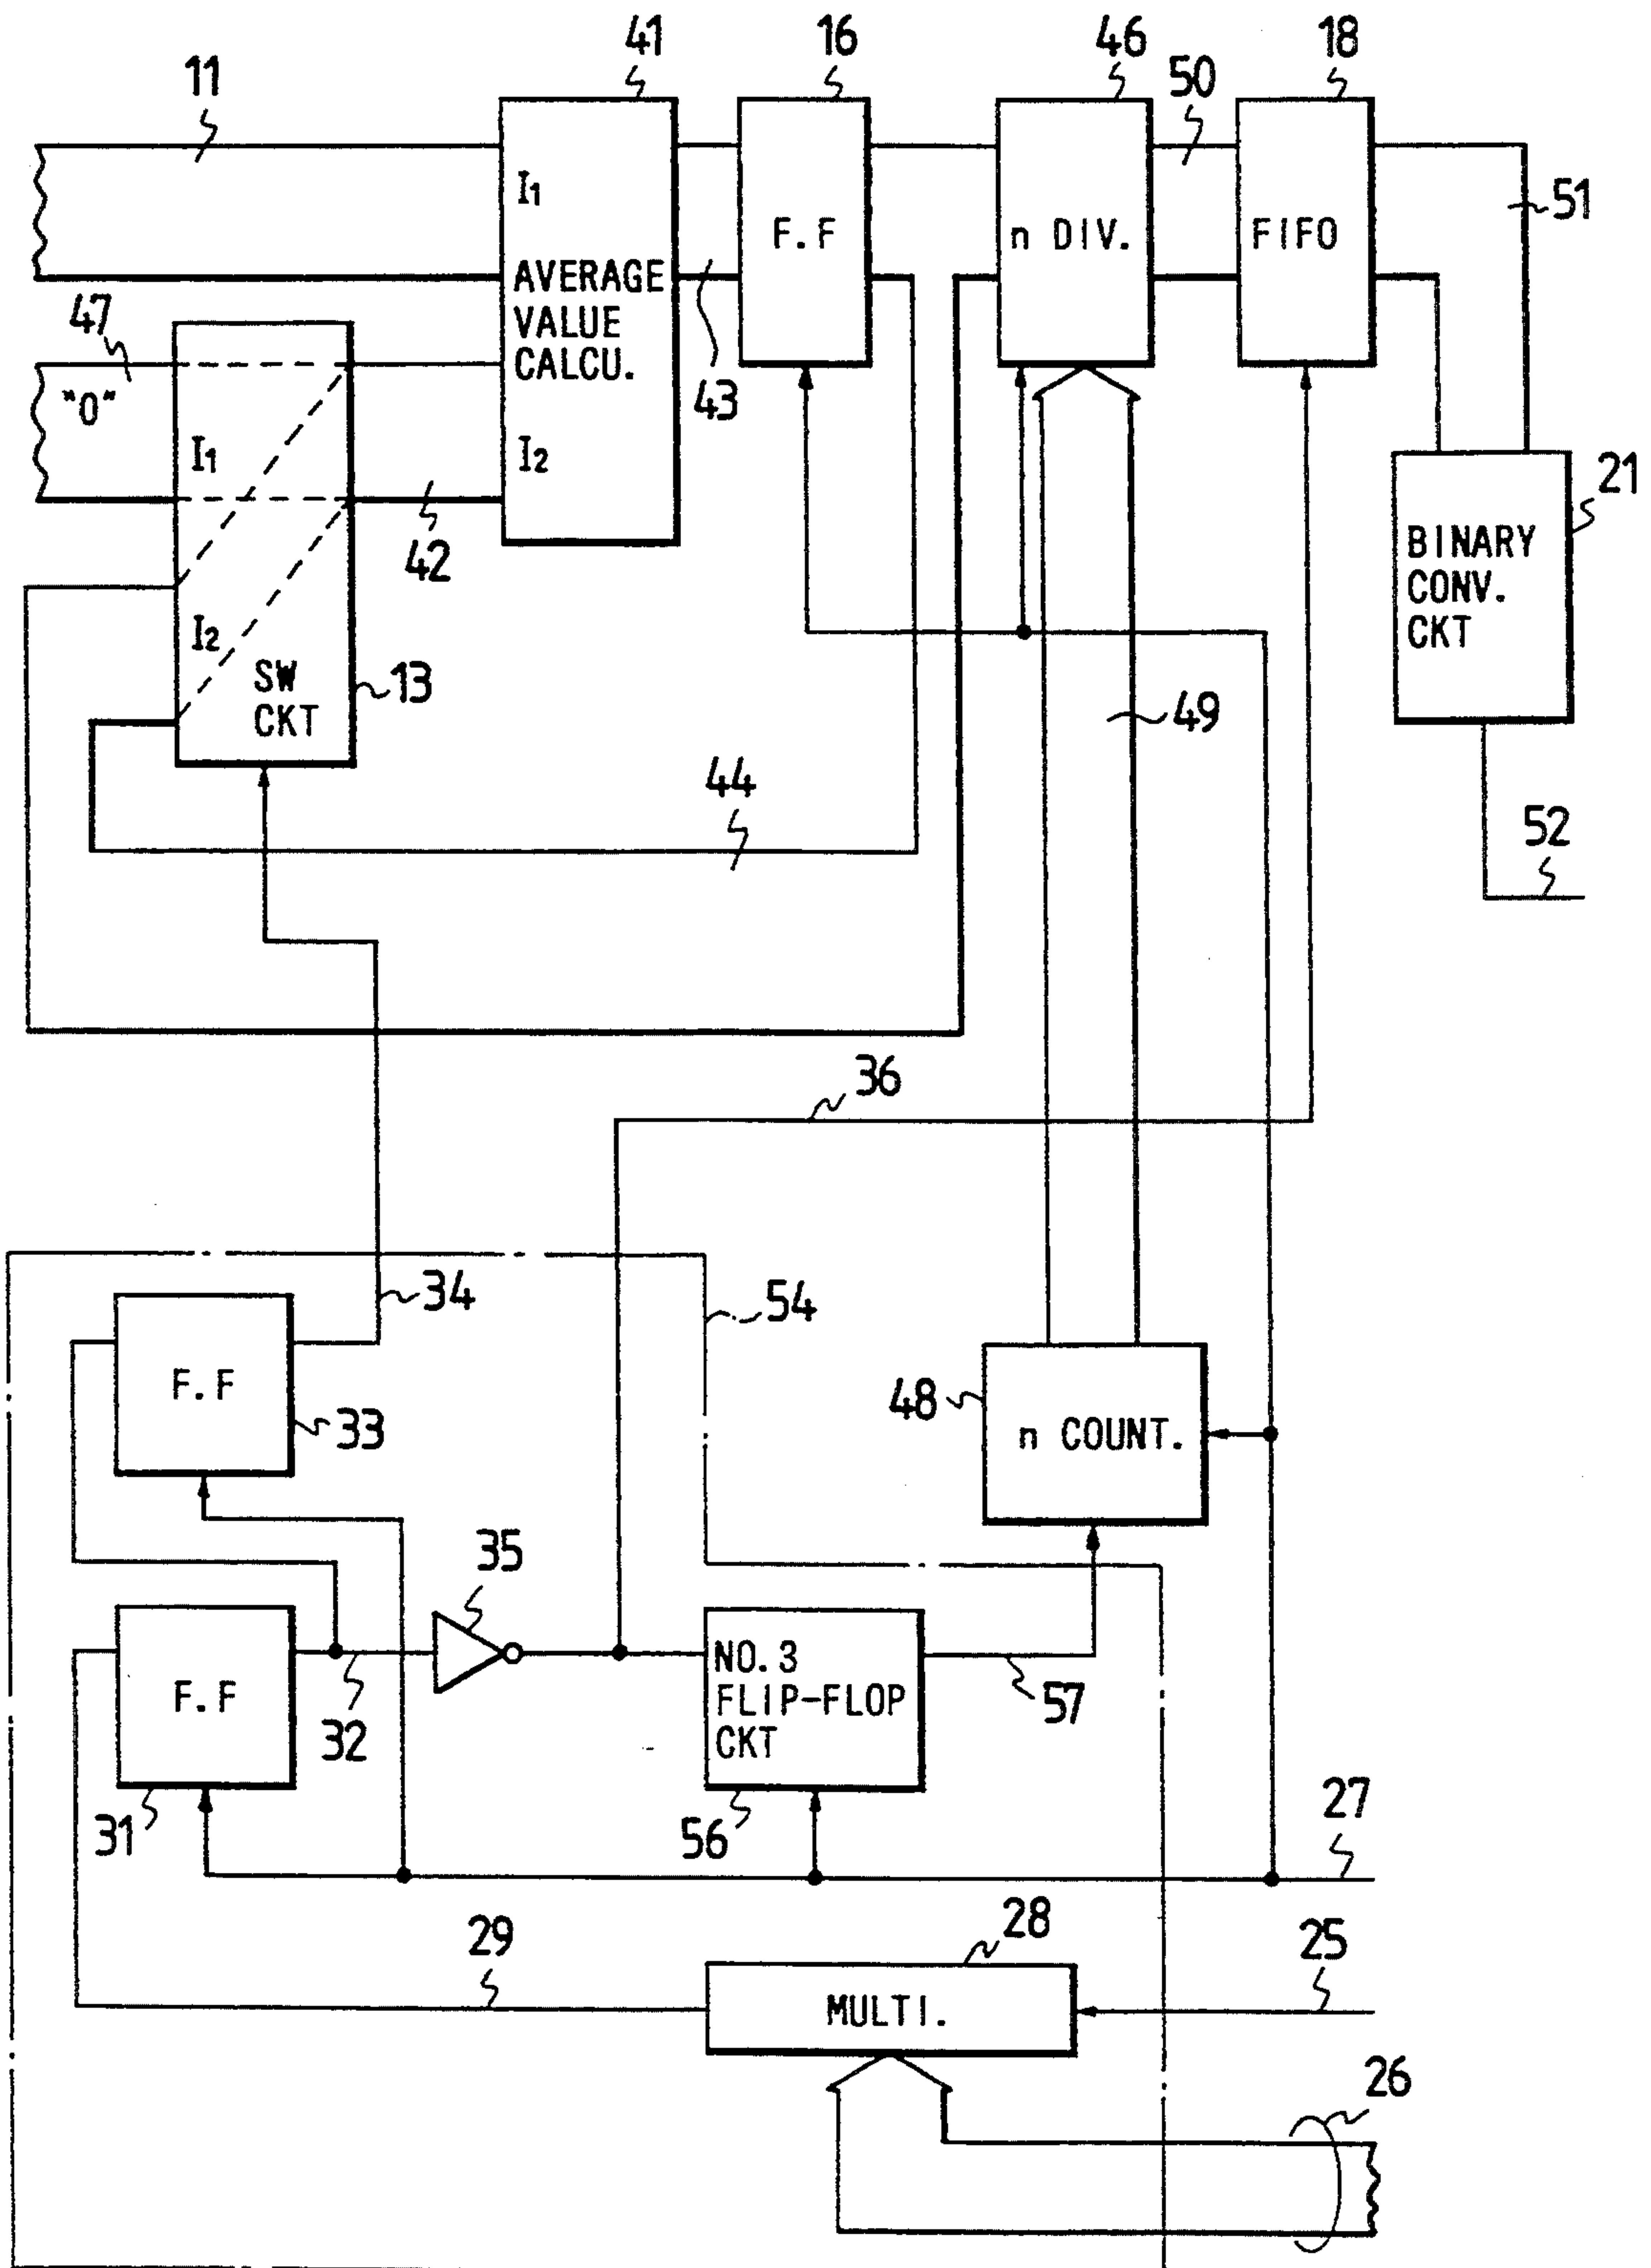 41
16
46
18
11
50
I1
51
F.F
n DIV.
FIFO
AVERAGE
VALUE
CALCU.
47
43
"0"
I1
I2
21
42
BINARY
CONV.
CKT
I2
SW
CKT
13
49
44
52
36
34
54
F.F
33
48
n COUNT.
35
NO.3
FLIP-FLOP
CKT
F.F
32
57
31
56
27
29
28
25
MULTI.
26